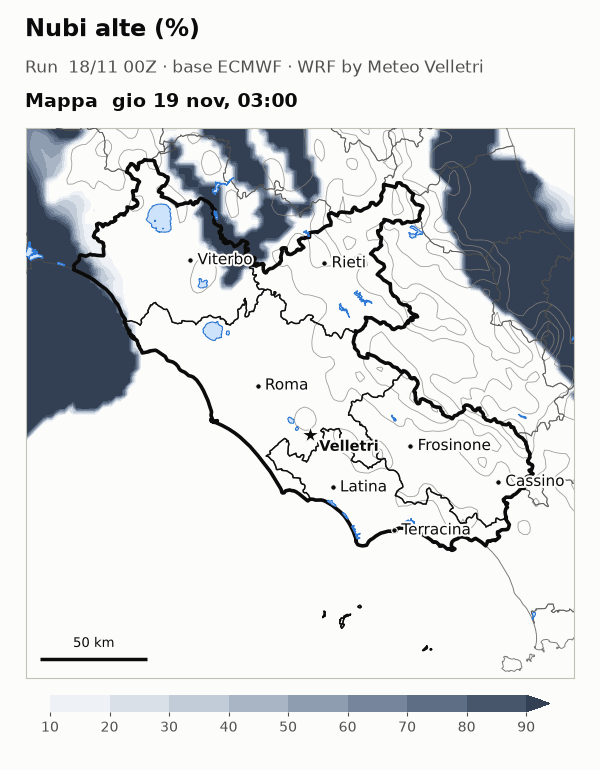 Nubi alte (%)
Run  18/11 00Z · base ECMWF · WRF by Meteo Velletri
Mappa  gio 19 nov, 03:00
Viterbo
Rieti
Roma
Velletri
Frosinone
Cassino
Latina
Terracina
50 km
10 20 30 40 50 60 70 80 90